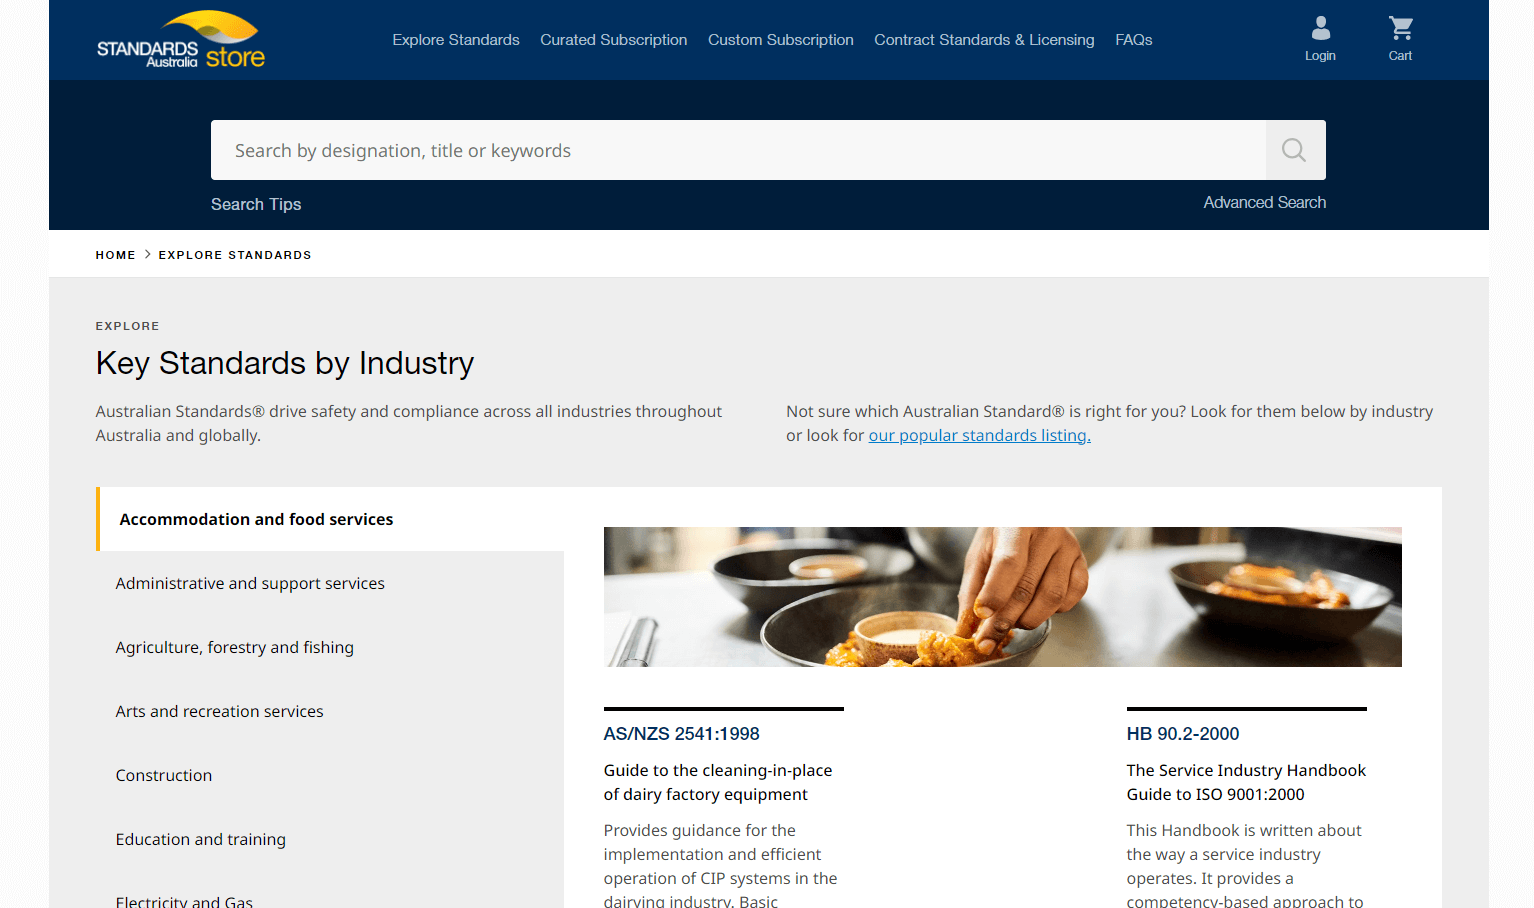 STANDARDS
Australia store
Explore Standards
Curated Subscription
Custom Subscription
Contract Standards & Licensing
FAQs
Login
Cart
Search by designation, title or keywords
Search Tips
Advanced Search
HOME > EXPLORE STANDARDS
EXPLORE
Key Standards by Industry
Australian Standards® drive safety and compliance across all industries throughout
Australia and globally.
Not sure which Australian Standard® is right for you? Look for them below by industry
or look for our popular standards listing.
Accommodation and food services
Administrative and support services
Agriculture, forestry and fishing
Arts and recreation services
Construction
Education and training
Electricity and Gas
AS/NZS 2541:1998
Guide to the cleaning-in-place
of dairy factory equipment
Provides guidance for the
implementation and efficient
operation of CIP systems in the
dairying industry. Basic
HB 90.2-2000
The Service Industry Handbook
Guide to ISO 9001:2000
This Handbook is written about
the way a service industry
operates. It provides a
competency-based approach to